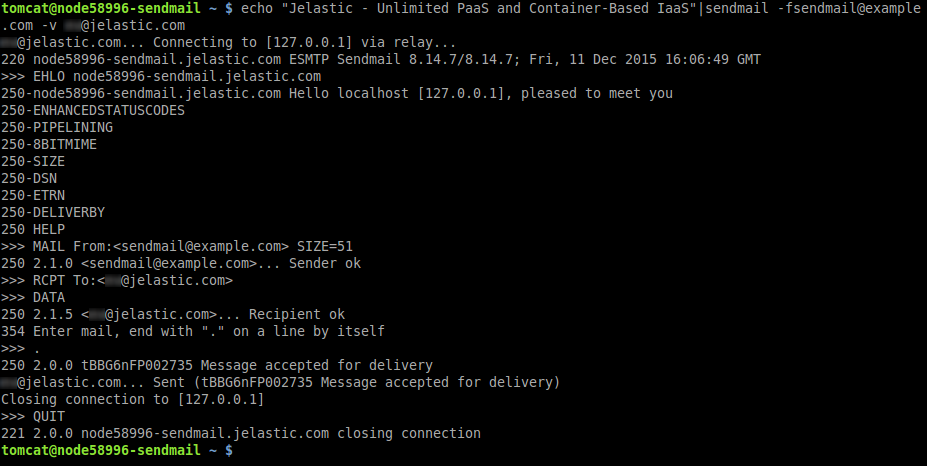 tomcat@node58996-sendmail ~ $ echo "Jelastic - Unlimited PaaS and Container-Based IaaS"|sendmail -fsendmail@example
.com -v @jelastic.com
@jelastic.com... Connecting to [127.0.0.1] via relay...
220 node58996-sendmail.jelastic.com ESMTP Sendmail 8.14.7/8.14.7; Fri, 11 Dec 2015 16:06:49 GMT
>>> EHLO node58996-sendmail.jelastic.com
250-node58996-sendmail.jelastic.com Hello localhost [127.0.0.1], pleased to meet you
250-ENHANCEDSTATUSCODES
250-PIPELINING
250-8BITMIME
250-SIZE
250-DSN
250-ETRN
250-DELIVERBY
250 HELP
>>> MAIL From:<sendmail@example.com> SIZE=51
250 2.1.0 <sendmail@example.com>... Sender ok
>>> RCPT To:<@jelastic.com>
>>> DATA
250 2.1.5 <@jelastic.com>... Recipient ok
354 Enter mail, end with "." on a line by itself
>>> .
250 2.0.0 tBBG6nFP002735 Message accepted for delivery
@jelastic.com... Sent (tBBG6nFP002735 Message accepted for delivery)
Closing connection to [127.0.0.1]
>>> QUIT
221 2.0.0 node58996-sendmail.jelastic.com closing connection
tomcat@node58996-sendmail ~ $